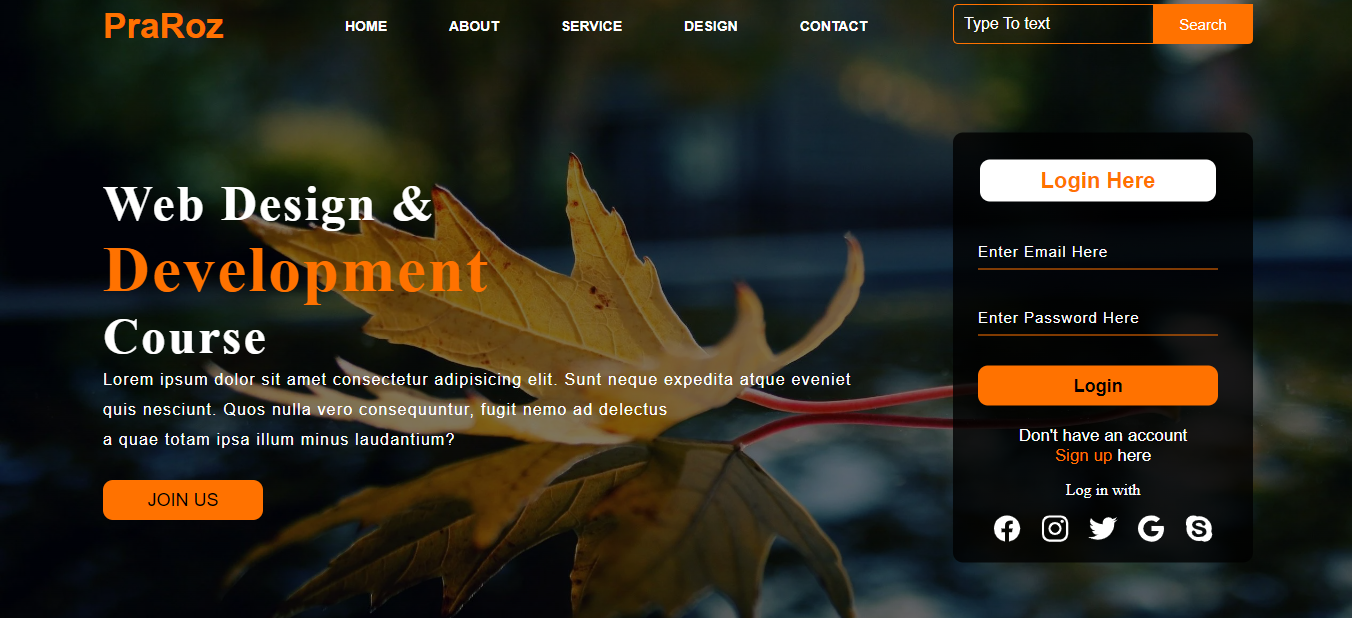 PraRoz
HOME ABOUT SERVICE DESIGN CONTACT
Type To text Search
Web Design &
Development
Course
Lorem ipsum dolor sit amet consectetur adipisicing elit. Sunt neque expedita atque eveniet
quis nesciunt. Quos nulla vero consequuntur, fugit nemo ad delectus
a quae totam ipsa illum minus laudantium?
JOIN US
Login Here
Enter Email Here
Enter Password Here
Login
Don't have an account
Sign up here
Log in with